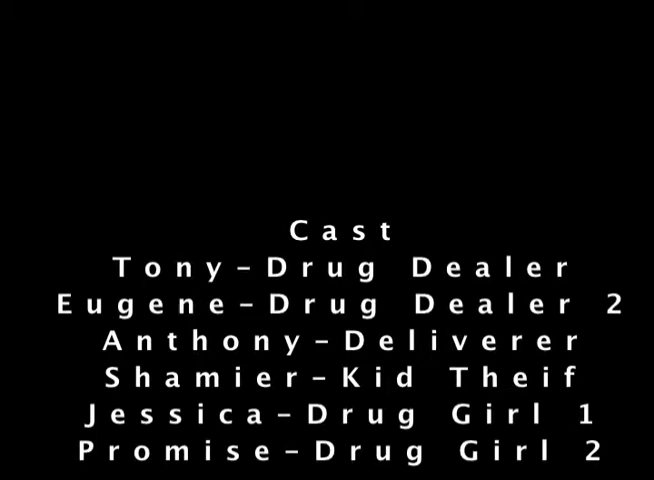 Cast
Tony-Drug Dealer
Eugene-Drug Dealer 2
Anthony-Deliverer
Shamier-Kid Theif
Jessica-Drug Girl 1
Promise-Drug Girl 2